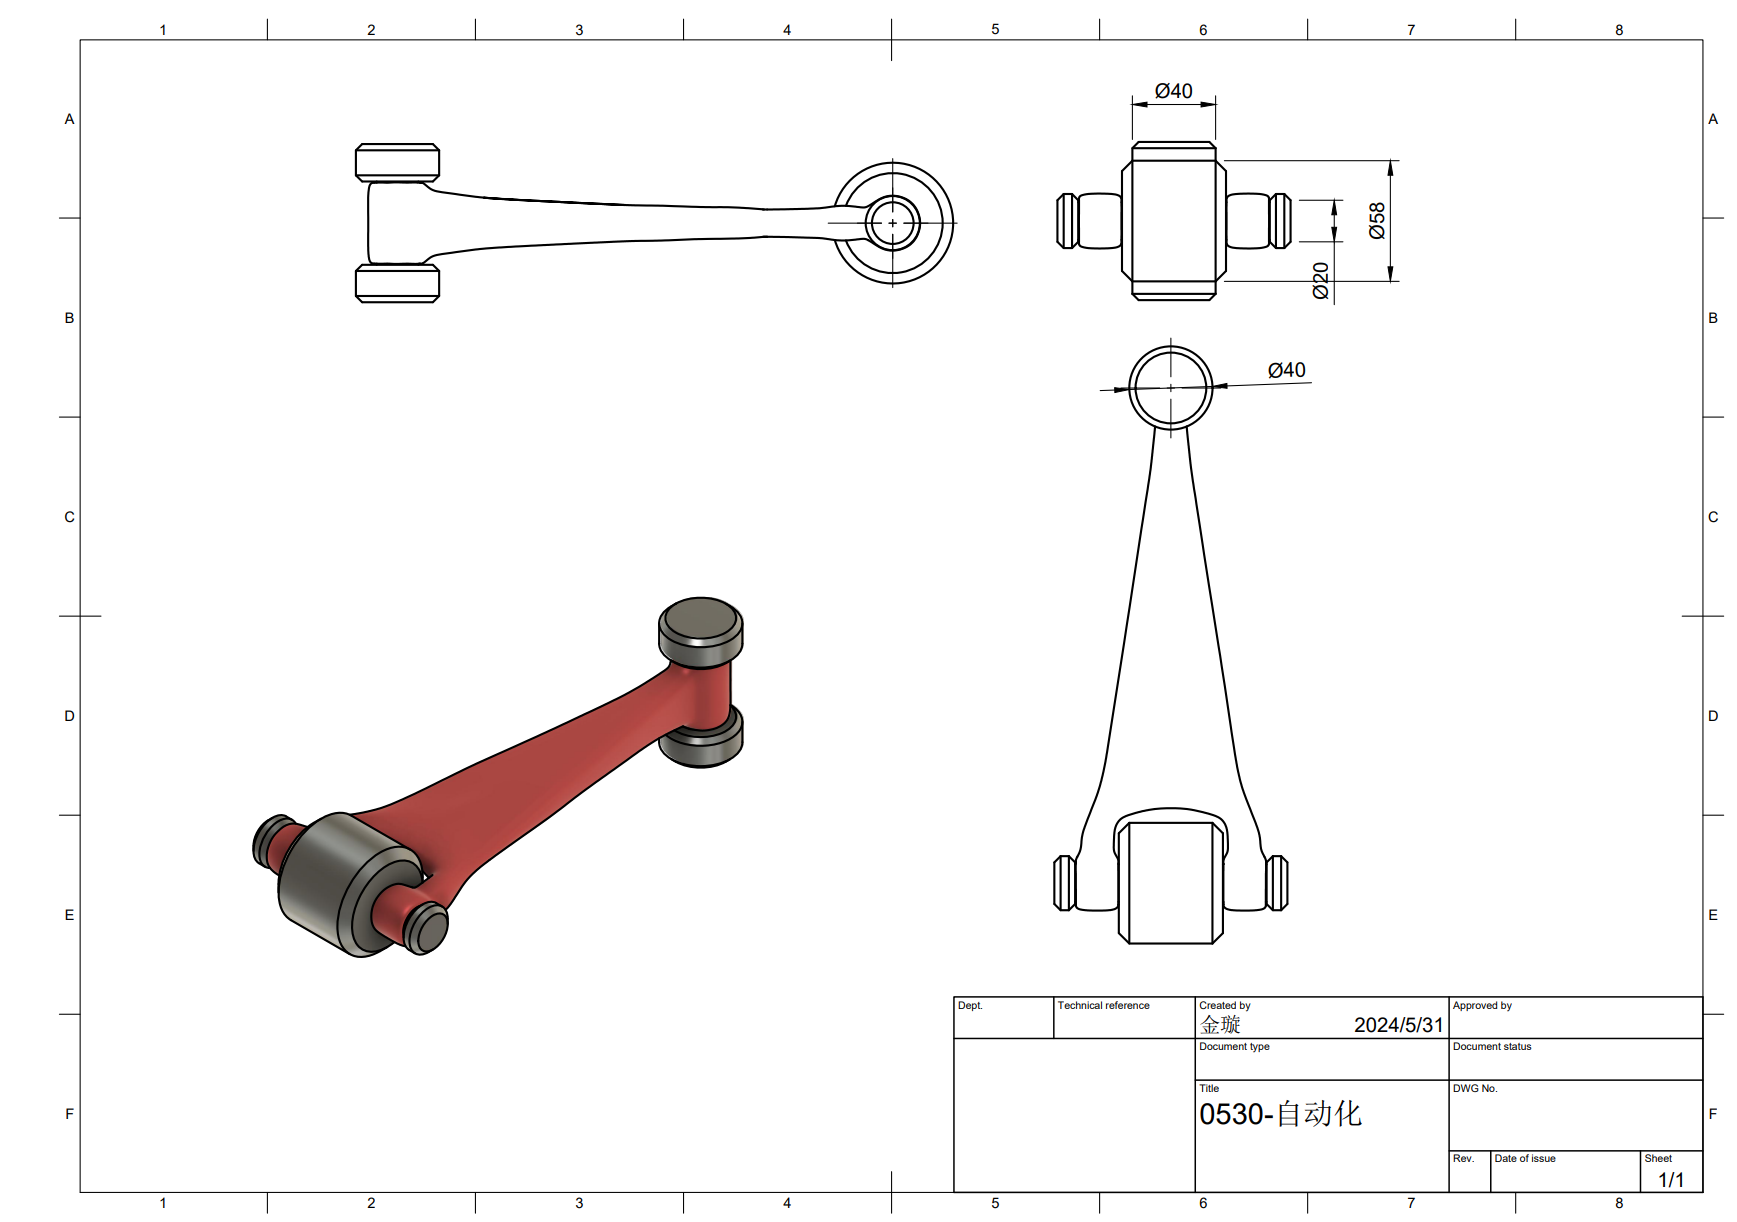 1 2 3 4 5 6 7 8
A A
B B
C C
D D
E E
F F
Ø40
Ø58
Ø20
Ø40
Dept.
Technical reference
Created by
金璇 2024/5/31
Approved by
Document type
Document status
Title
0530-自动化
DWG No.
Rev.
Date of issue
Sheet
1/1
1 2 3 4 5 6 7 8